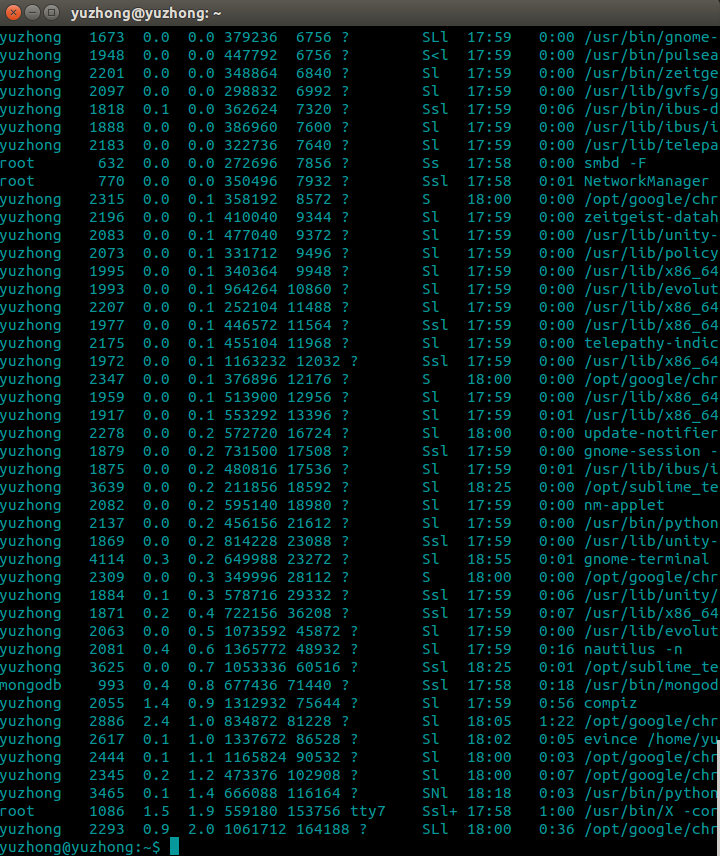 yuzhong@yuzhong: ~
yuzhong 1673 0.0 0.0 379236 6756 ? SLl 17:59 0:00 /usr/bin/gnome-
yuzhong 1948 0.0 0.0 447792 6756 ? S<l 17:59 0:00 /usr/bin/pulsea
yuzhong 2201 0.0 0.0 348864 6840 ? Sl 17:59 0:00 /usr/bin/zeitge
yuzhong 2097 0.0 0.0 298832 6992 ? Sl 17:59 0:00 /usr/lib/gvfs/g
yuzhong 1818 0.1 0.0 362624 7320 ? Ssl 17:59 0:06 /usr/bin/ibus-d
yuzhong 1888 0.0 0.0 386960 7600 ? Sl 17:59 0:00 /usr/lib/ibus/i
yuzhong 2183 0.0 0.0 322736 7640 ? Sl 17:59 0:00 /usr/lib/telepa
root 632 0.0 0.0 272696 7856 ? Ss 17:58 0:00 smbd -F
root 770 0.0 0.0 350496 7932 ? Ssl 17:58 0:01 NetworkManager
yuzhong 2315 0.0 0.1 358192 8572 ? S 18:00 0:00 /opt/google/chr
yuzhong 2196 0.0 0.1 410040 9344 ? Sl 17:59 0:00 zeitgeist-datah
yuzhong 2083 0.0 0.1 477040 9372 ? Sl 17:59 0:00 /usr/lib/unity-
yuzhong 2073 0.0 0.1 331712 9496 ? Sl 17:59 0:00 /usr/lib/policy
yuzhong 1995 0.0 0.1 340364 9948 ? Sl 17:59 0:00 /usr/lib/x86_64
yuzhong 1993 0.0 0.1 964264 10860 ? Sl 17:59 0:00 /usr/lib/evolut
yuzhong 2207 0.0 0.1 252104 11488 ? Sl 17:59 0:00 /usr/lib/x86_64
yuzhong 1977 0.0 0.1 446572 11564 ? Ssl 17:59 0:00 /usr/lib/x86_64
yuzhong 2175 0.0 0.1 455104 11968 ? Sl 17:59 0:00 telepathy-indic
yuzhong 1972 0.0 0.1 1163232 12032 ? Ssl 17:59 0:00 /usr/lib/x86_64
yuzhong 2347 0.0 0.1 376896 12176 ? S 18:00 0:00 /opt/google/chr
yuzhong 1959 0.0 0.1 513900 12956 ? Sl 17:59 0:00 /usr/lib/x86_64
yuzhong 1917 0.0 0.1 553292 13396 ? Sl 17:59 0:01 /usr/lib/x86_64
yuzhong 2278 0.0 0.2 572720 16724 ? Sl 18:00 0:00 update-notifier
yuzhong 1879 0.0 0.2 731500 17508 ? Ssl 17:59 0:00 gnome-session -
yuzhong 1875 0.0 0.2 480816 17536 ? Sl 17:59 0:01 /usr/lib/ibus/i
yuzhong 3639 0.0 0.2 211856 18592 ? Sl 18:25 0:00 /opt/sublime_te
yuzhong 2082 0.0 0.2 595140 18980 ? Sl 17:59 0:00 nm-applet
yuzhong 2137 0.0 0.2 456156 21612 ? Sl 17:59 0:00 /usr/bin/python
yuzhong 1869 0.0 0.2 814228 23088 ? Ssl 17:59 0:00 /usr/lib/unity-
yuzhong 4114 0.3 0.2 649988 23272 ? Sl 18:55 0:01 gnome-terminal
yuzhong 2309 0.0 0.3 349996 28112 ? S 18:00 0:00 /opt/google/chr
yuzhong 1884 0.1 0.3 578716 29332 ? Ssl 17:59 0:06 /usr/lib/unity/
yuzhong 1871 0.2 0.4 722156 36208 ? Ssl 17:59 0:07 /usr/lib/x86_64
yuzhong 2063 0.0 0.5 1073592 45872 ? Sl 17:59 0:00 /usr/lib/evolut
yuzhong 2081 0.4 0.6 1365772 48932 ? Sl 17:59 0:16 nautilus -n
yuzhong 3625 0.0 0.7 1053336 60516 ? Ssl 18:25 0:01 /opt/sublime_te
mongodb 993 0.4 0.8 677436 71440 ? Ssl 17:58 0:18 /usr/bin/mongod
yuzhong 2055 1.4 0.9 1312932 75644 ? Sl 17:59 0:56 compiz
yuzhong 2886 2.4 1.0 834872 81228 ? Sl 18:05 1:22 /opt/google/chr
yuzhong 2617 0.1 1.0 1337672 86528 ? Sl 18:02 0:05 evince /home/yu
yuzhong 2444 0.1 1.1 1165824 90532 ? Sl 18:00 0:03 /opt/google/chr
yuzhong 2345 0.2 1.2 473376 102908 ? Sl 18:00 0:07 /opt/google/chr
yuzhong 3465 0.1 1.4 666088 116164 ? SNl 18:18 0:03 /usr/bin/python
root 1086 1.5 1.9 559180 153756 tty7 Ssl+ 17:58 1:00 /usr/bin/X -cor
yuzhong 2293 0.9 2.0 1061712 164188 ? SLl 18:00 0:36 /opt/google/chr
yuzhong@yuzhong:~$